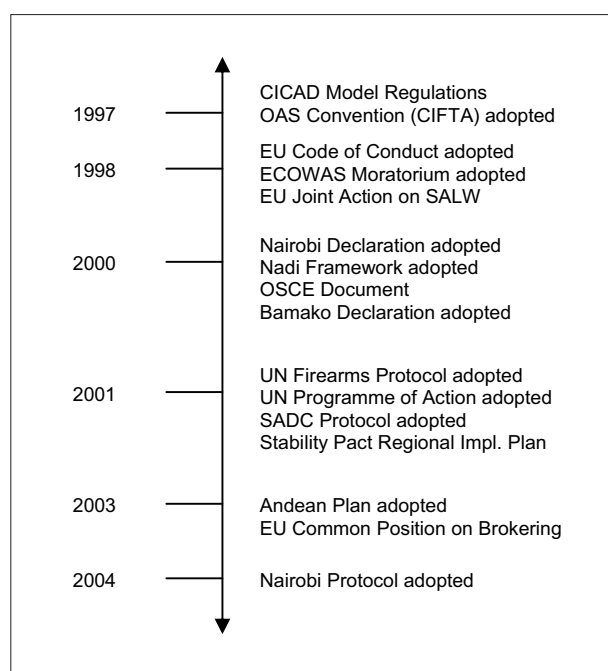 CICAD Model Regulations
1997 OAS Convention (CIFTA) adopted
EU Code of Conduct adopted
1998 ECOWAS Moratorium adopted
EU Joint Action on SALW
Nairobi Declaration adopted
2000 Nadi Framework adopted
OSCE Document
Bamako Declaration adopted
UN Firearms Protocol adopted
2001 UN Programme of Action adopted
SADC Protocol adopted
Stability Pact Regional Impl. Plan
2003 Andean Plan adopted
EU Common Position on Brokering
2004 Nairobi Protocol adopted